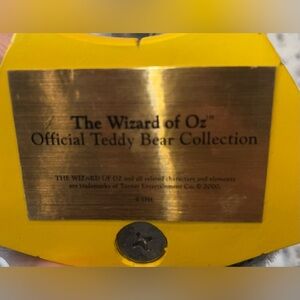 The Wizard of Oz™
Official Teddy Bear Collection
THE WIZARD OF OZ and all related characters and elements
are trademarks of Turner Entertainment Co. © 2000.